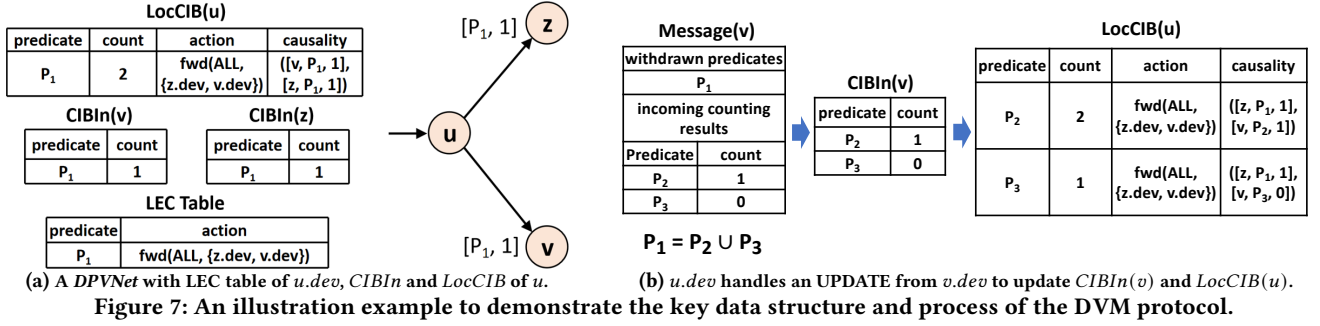 LocCIB(u)
predicate count action causality
P₁ 2 fwd(ALL, {z.dev, v.dev}) ([v, P₁, 1], [z, P₁, 1])
CIBIn(v)
predicate count
P₁ 1
CIBIn(z)
predicate count
P₁ 1
LEC Table
predicate action
P₁ fwd(ALL, {z.dev, v.dev})
[P₁, 1]
z
u
[P₁, 1]
v
(a) A DPVNet with LEC table of u.dev, CIBIn and LocCIB of u.
Message(v)
withdrawn predicates
P₁
incoming counting
results
Predicate count
P₂ 1
P₃ 0
P₁ = P₂ ∪ P₃
CIBIn(v)
predicate count
P₂ 1
P₃ 0
LocCIB(u)
predicate count action causality
P₂ 2 fwd(ALL, {z.dev, v.dev}) ([z, P₁, 1], [v, P₂, 1])
P₃ 1 fwd(ALL, {z.dev, v.dev}) ([z, P₁, 1], [v, P₃, 0])
(b) u.dev handles an UPDATE from v.dev to update CIBIn(v) and LocCIB(u).
Figure 7: An illustration example to demonstrate the key data structure and process of the DVM protocol.